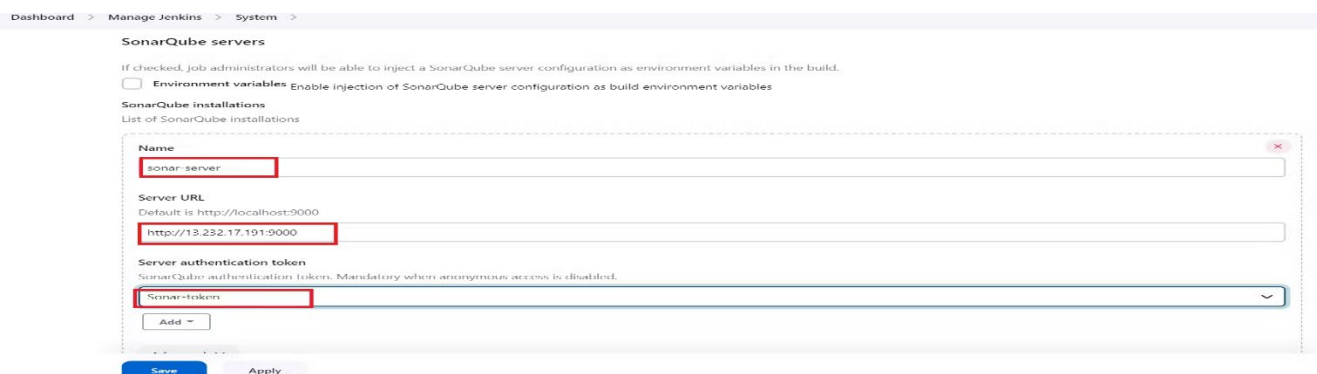 Dashboard > Manage Jenkins > System >
SonarQube servers
If checked, job administrators will be able to inject a SonarQube server configuration as environment variables in the build.
Environment variables Enable injection of SonarQube server configuration as build environment variables
SonarQube installations
List of SonarQube installations
Name
sonar-server
Server URL
Default is http://localhost:9000
http://13.232.17.191:9000
Server authentication token
SonarQube authentication token. Mandatory when anonymous access is disabled.
Sonar-token
Add
Save Apply